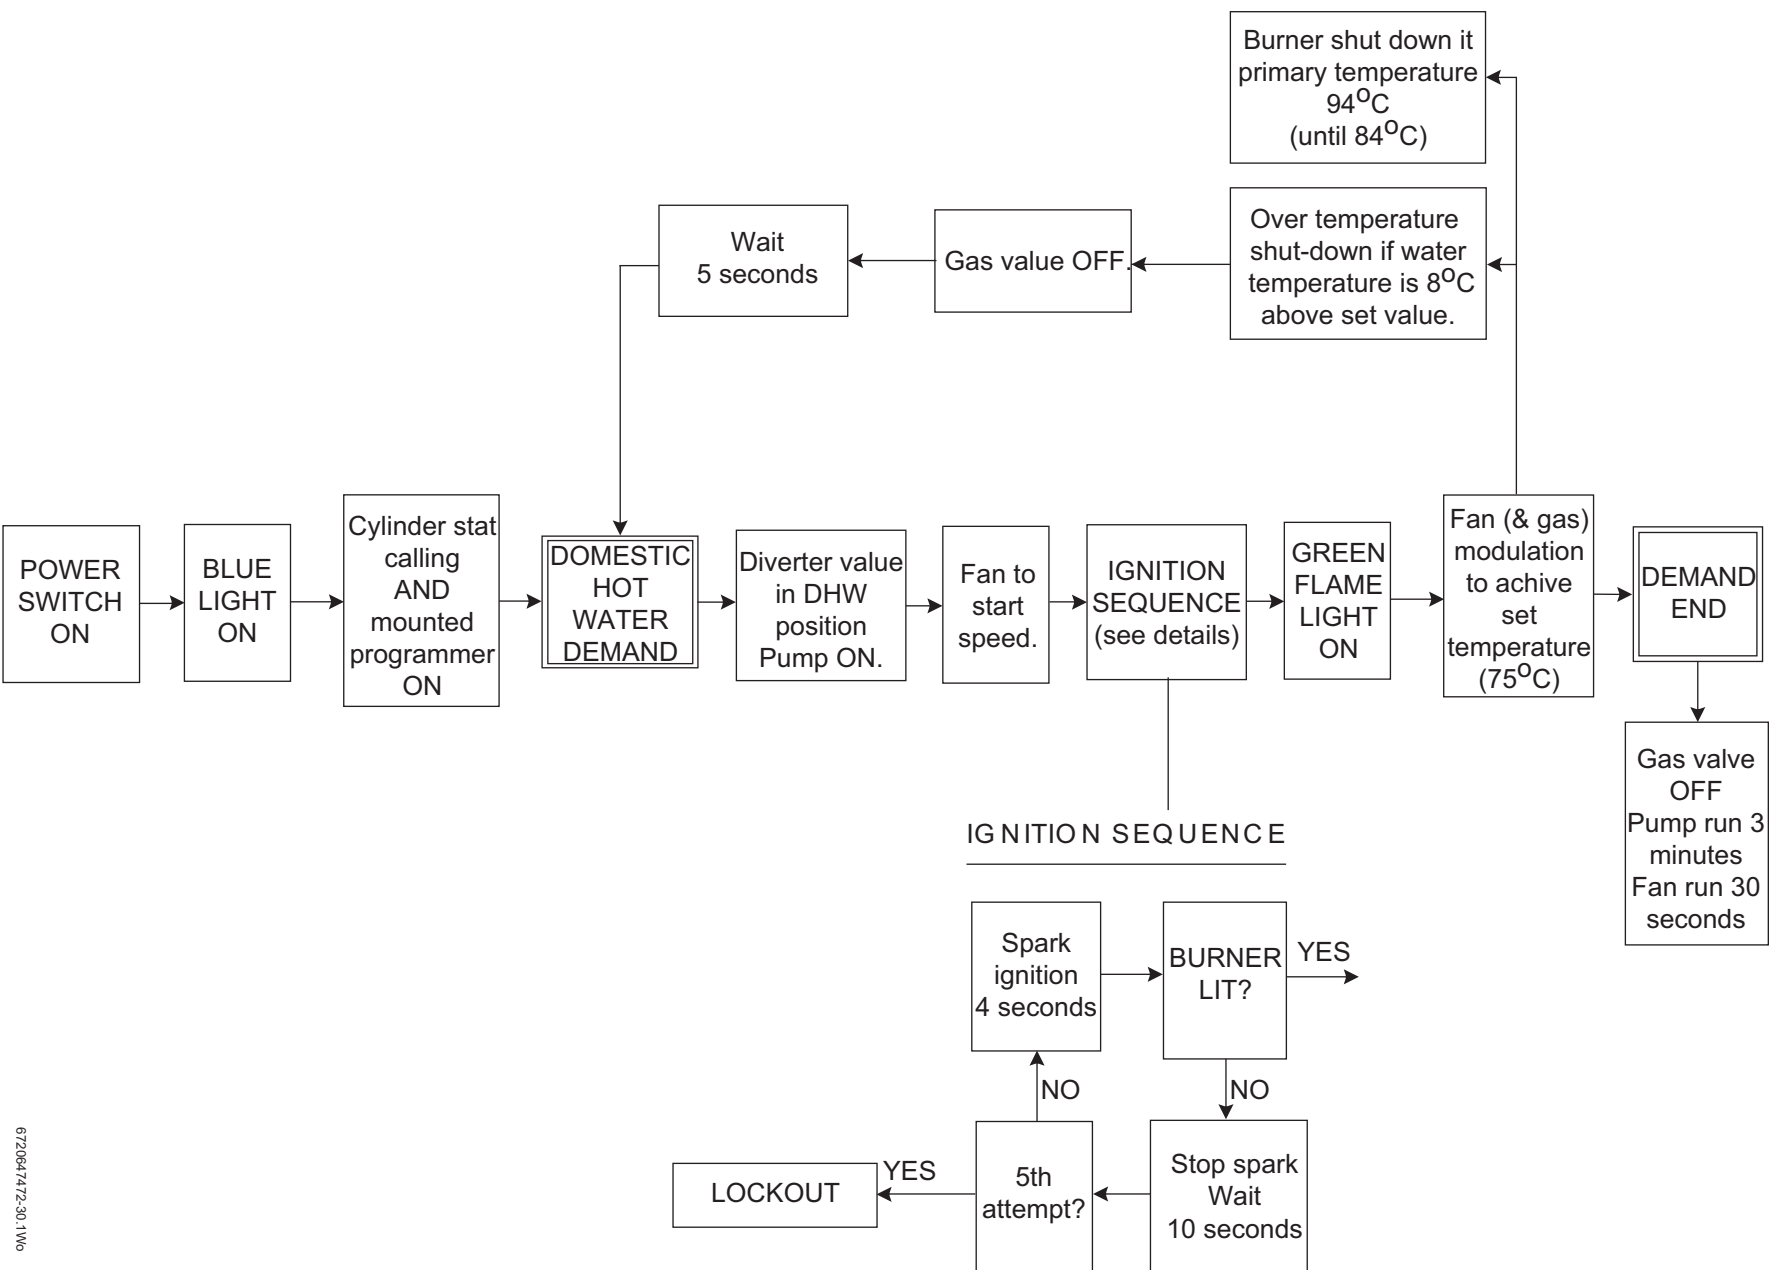 Burner shut down it
primary temperature
94°C
(until 84°C)
Wait
5 seconds
Gas value OFF.
Over temperature
shut-down if water
temperature is 8°C
above set value.
POWER
SWITCH
ON
BLUE
LIGHT
ON
Cylinder stat
calling
AND
mounted
programmer
ON
DOMESTIC
HOT
WATER
DEMAND
Diverter value
in DHW
position
Pump ON.
Fan to
start
speed.
IGNITION
SEQUENCE
(see details)
GREEN
FLAME
LIGHT
ON
Fan (& gas)
modulation
to achive
set
temperature
(75°C)
DEMAND
END
Gas valve
OFF
Pump run 3
minutes
Fan run 30
seconds
IGNITION SEQUENCE
Spark
ignition
4 seconds
BURNER
LIT?
YES
NO
NO
Stop spark
Wait
10 seconds
5th
attempt?
YES
LOCKOUT
6720647472-30.1Wo